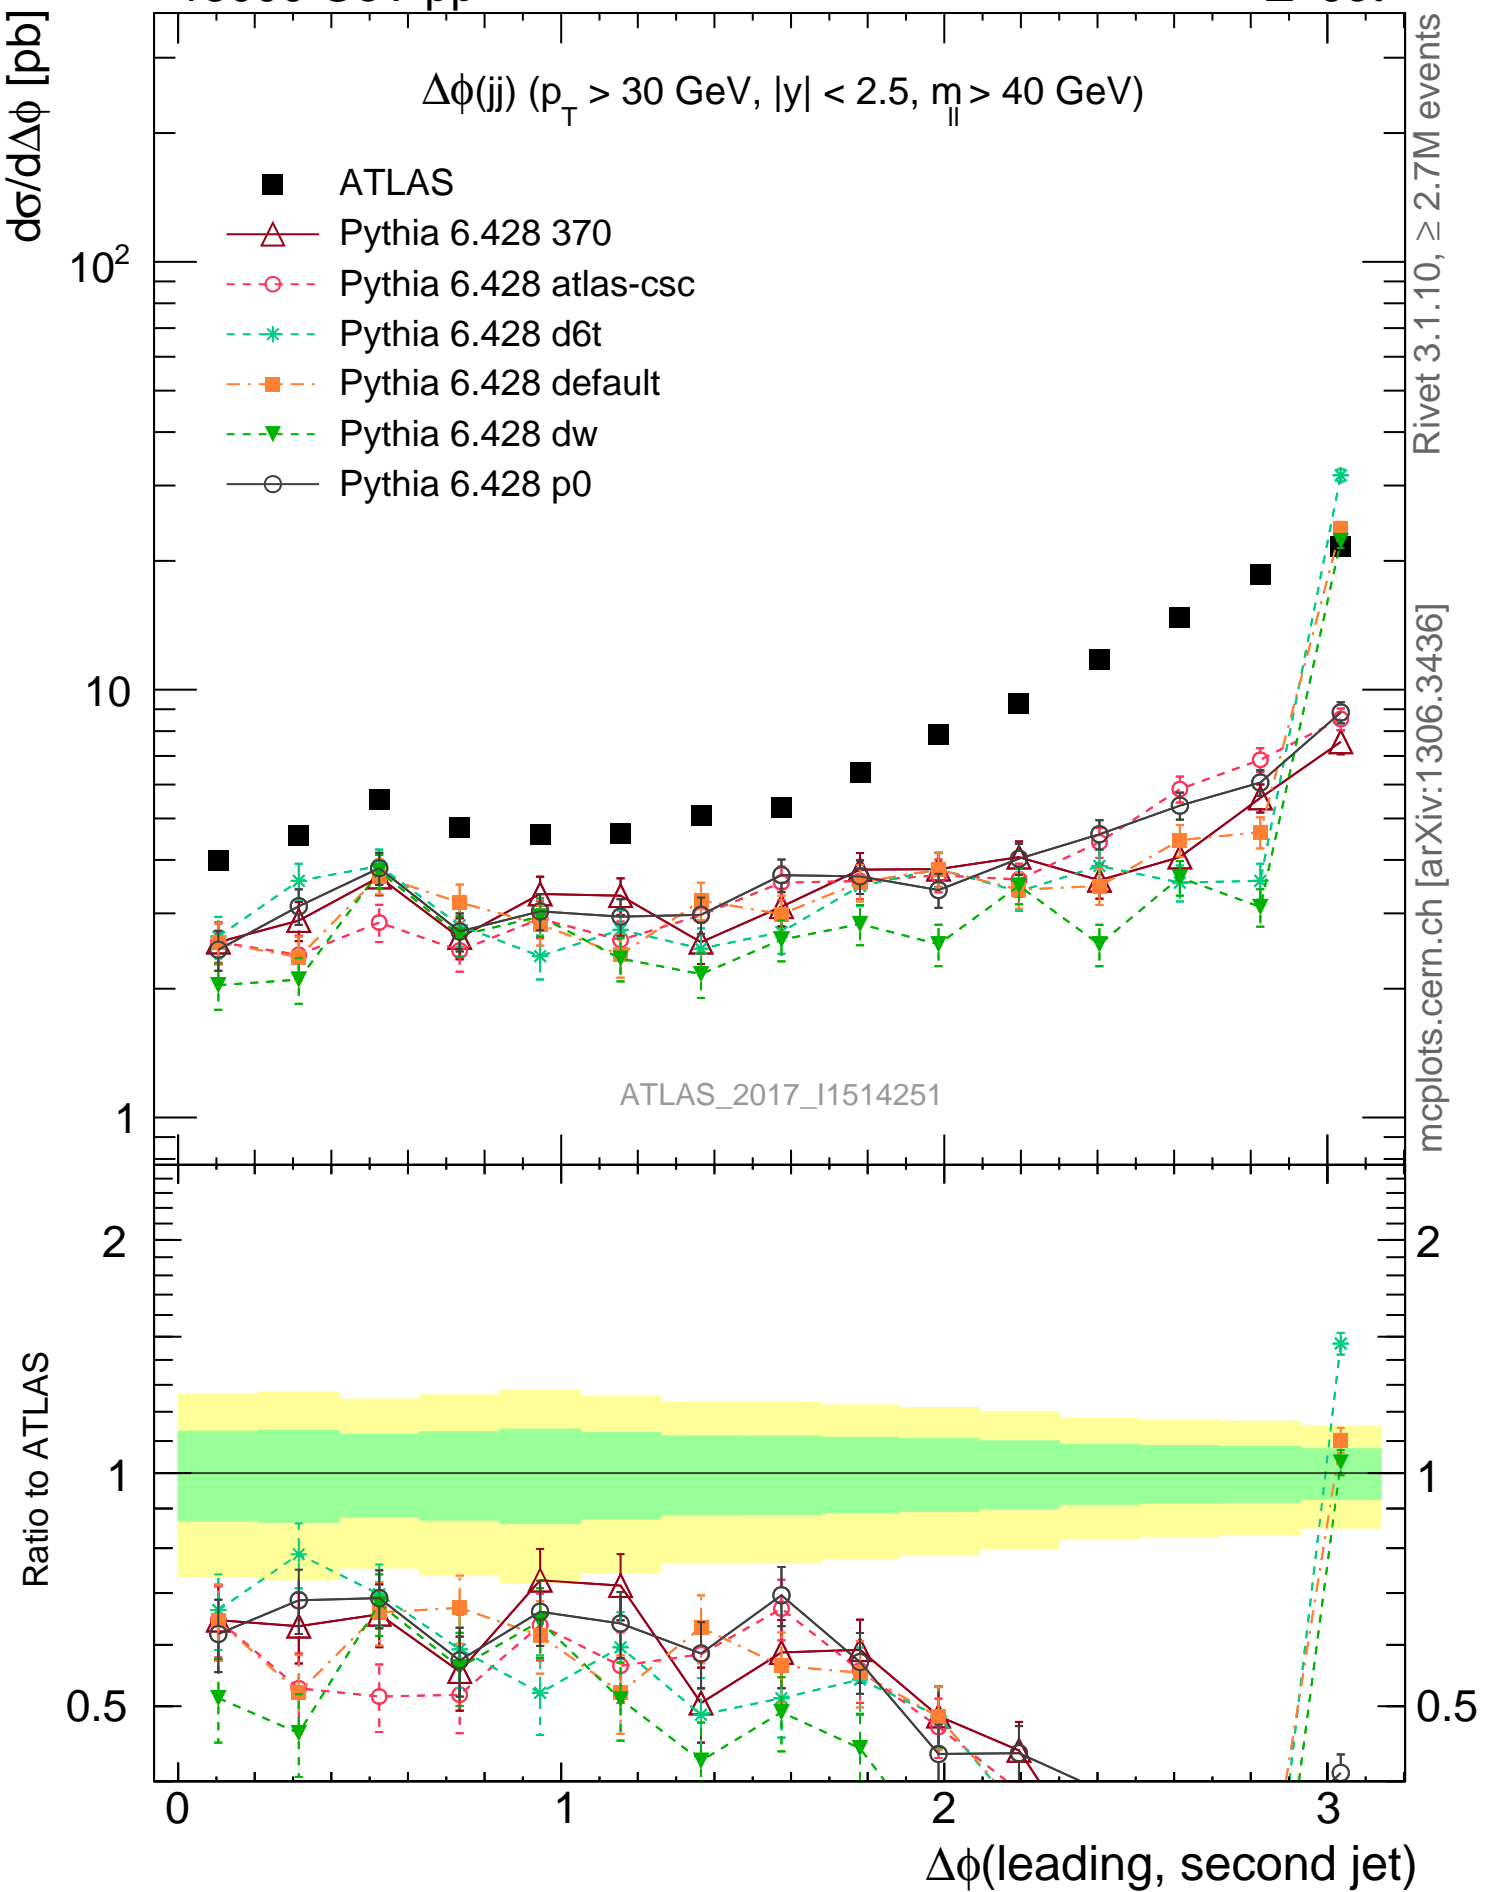 dσ/dΔϕ [pb]
Δϕ(jj) (p_T > 30 GeV, |y| < 2.5, m_ll > 40 GeV)
ATLAS
Pythia 6.428 370
Pythia 6.428 atlas-csc
Pythia 6.428 d6t
Pythia 6.428 default
Pythia 6.428 dw
Pythia 6.428 p0
10²
10
1
ATLAS_2017_I1514251
Rivet 3.1.10, ≥ 2.7M events
mcplots.cern.ch [arXiv:1306.3436]
Ratio to ATLAS
2
1
0.5
2
1
0.5
0 1 2 3
Δϕ(leading, second jet)